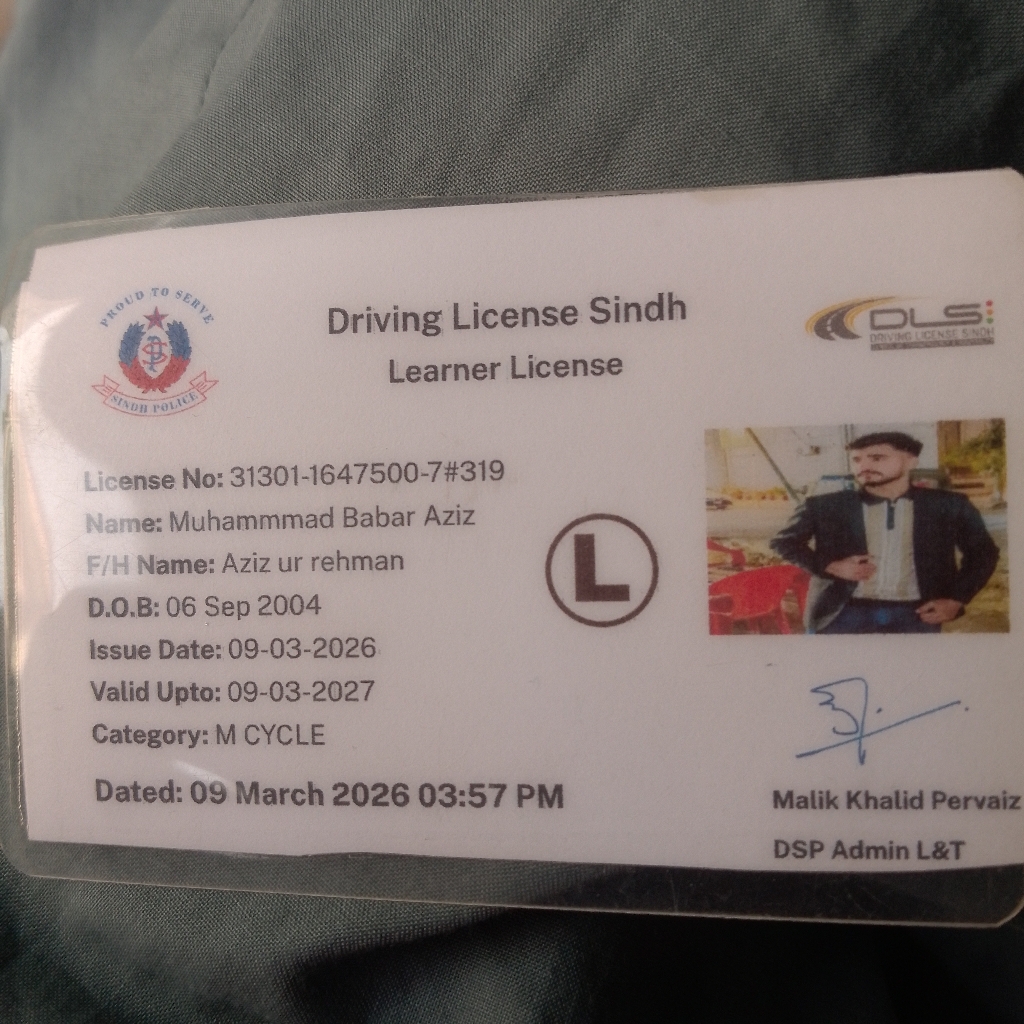 PROUD TO SERVE
SINDH POLICE
Driving License Sindh
Learner License
DLS
DRIVING LICENSE SINDH
License No: 31301-1647500-7#319
Name: Muhammmad Babar Aziz
F/H Name: Aziz ur rehman
D.O.B: 06 Sep 2004
Issue Date: 09-03-2026
Valid Upto: 09-03-2027
Category: M CYCLE
L
Dated: 09 March 2026 03:57 PM
Malik Khalid Pervaiz
DSP Admin L&T